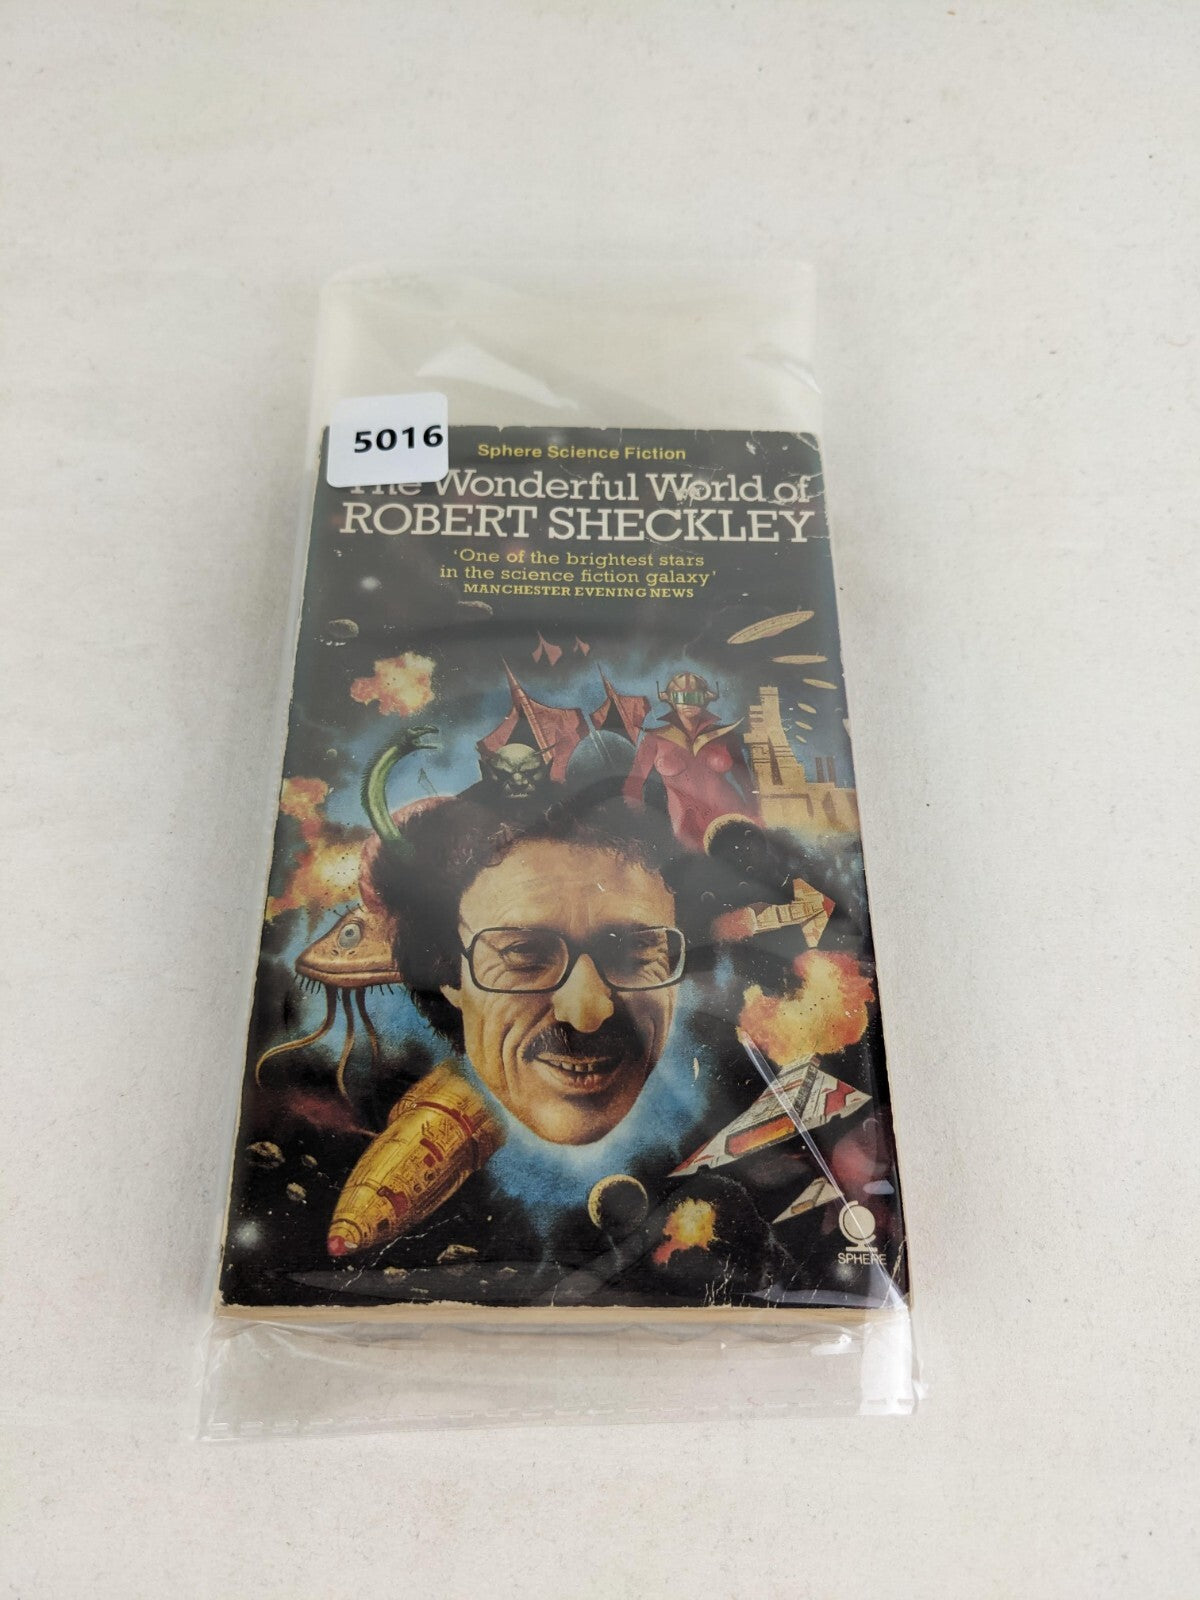 5016
Sphere Science Fiction
The Wonderful World of
ROBERT SHECKLEY
'One of the brightest stars
in the science fiction galaxy'
MANCHESTER EVENING NEWS
SPHERE